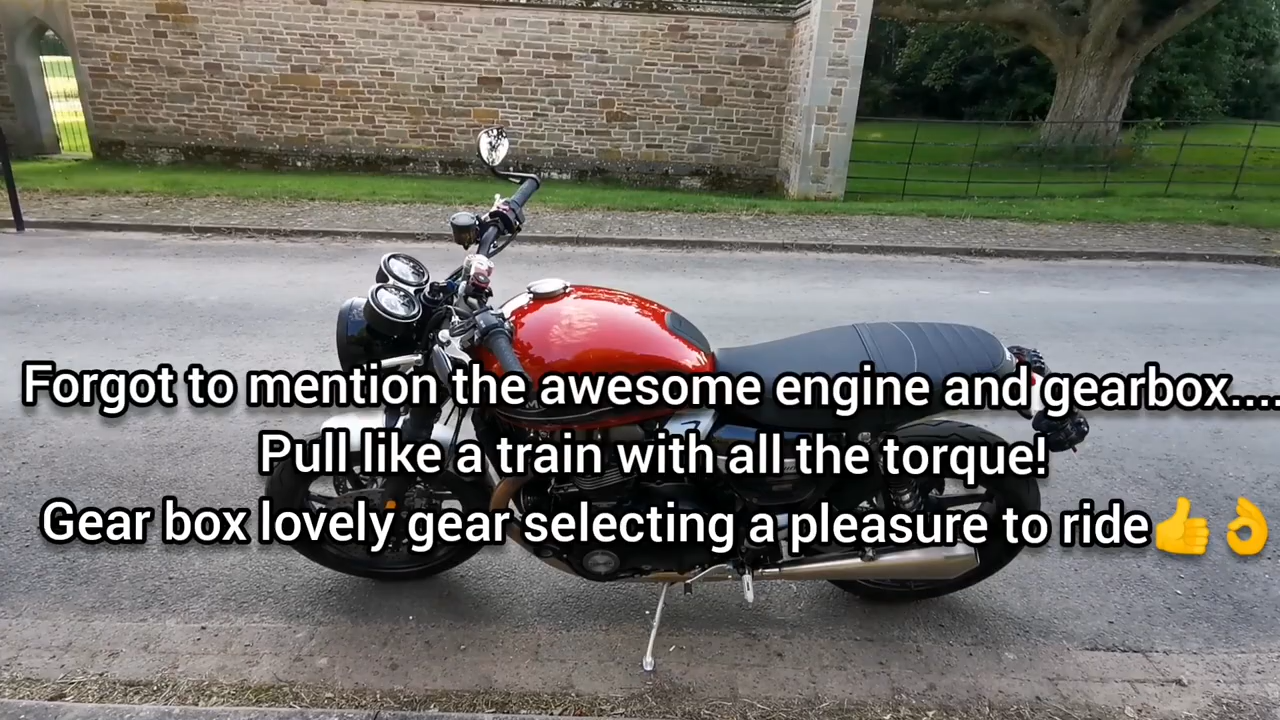 Forgot to mention the awesome engine and gearbox....
Pull like a train with all the torque!
Gear box lovely gear selecting a pleasure to ride👍👌